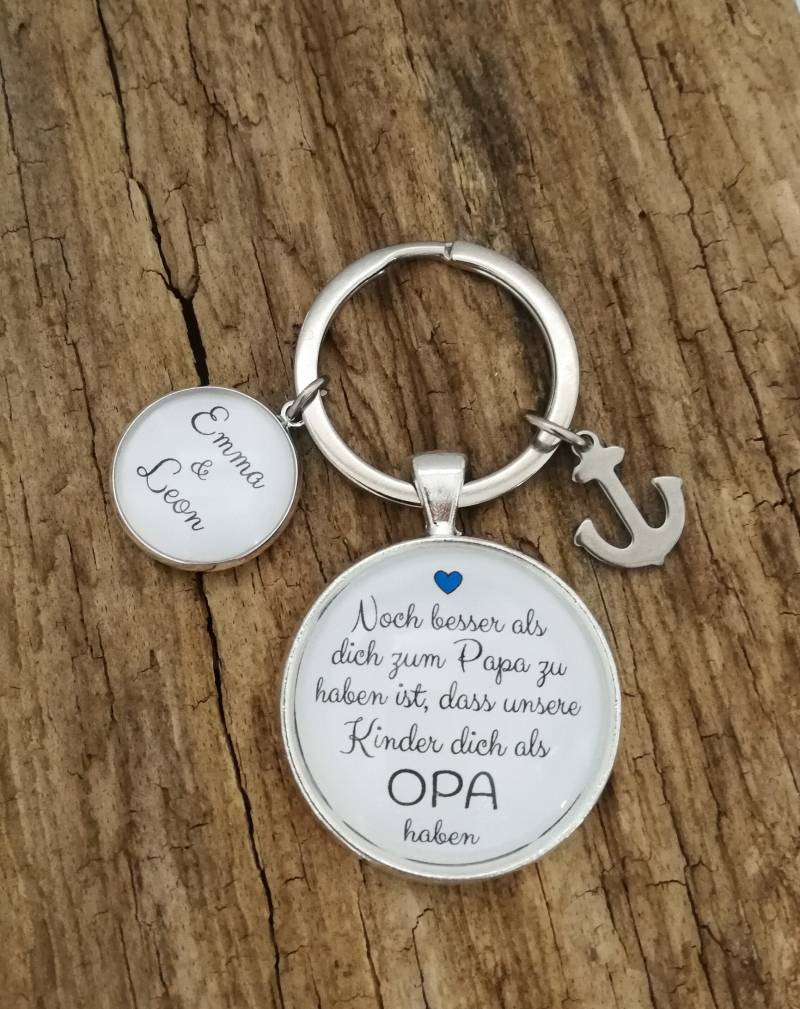 Emma
&
Leon
Noch besser als
dich zum Papa zu
haben ist, dass unsere
Kinder dich als
OPA
haben